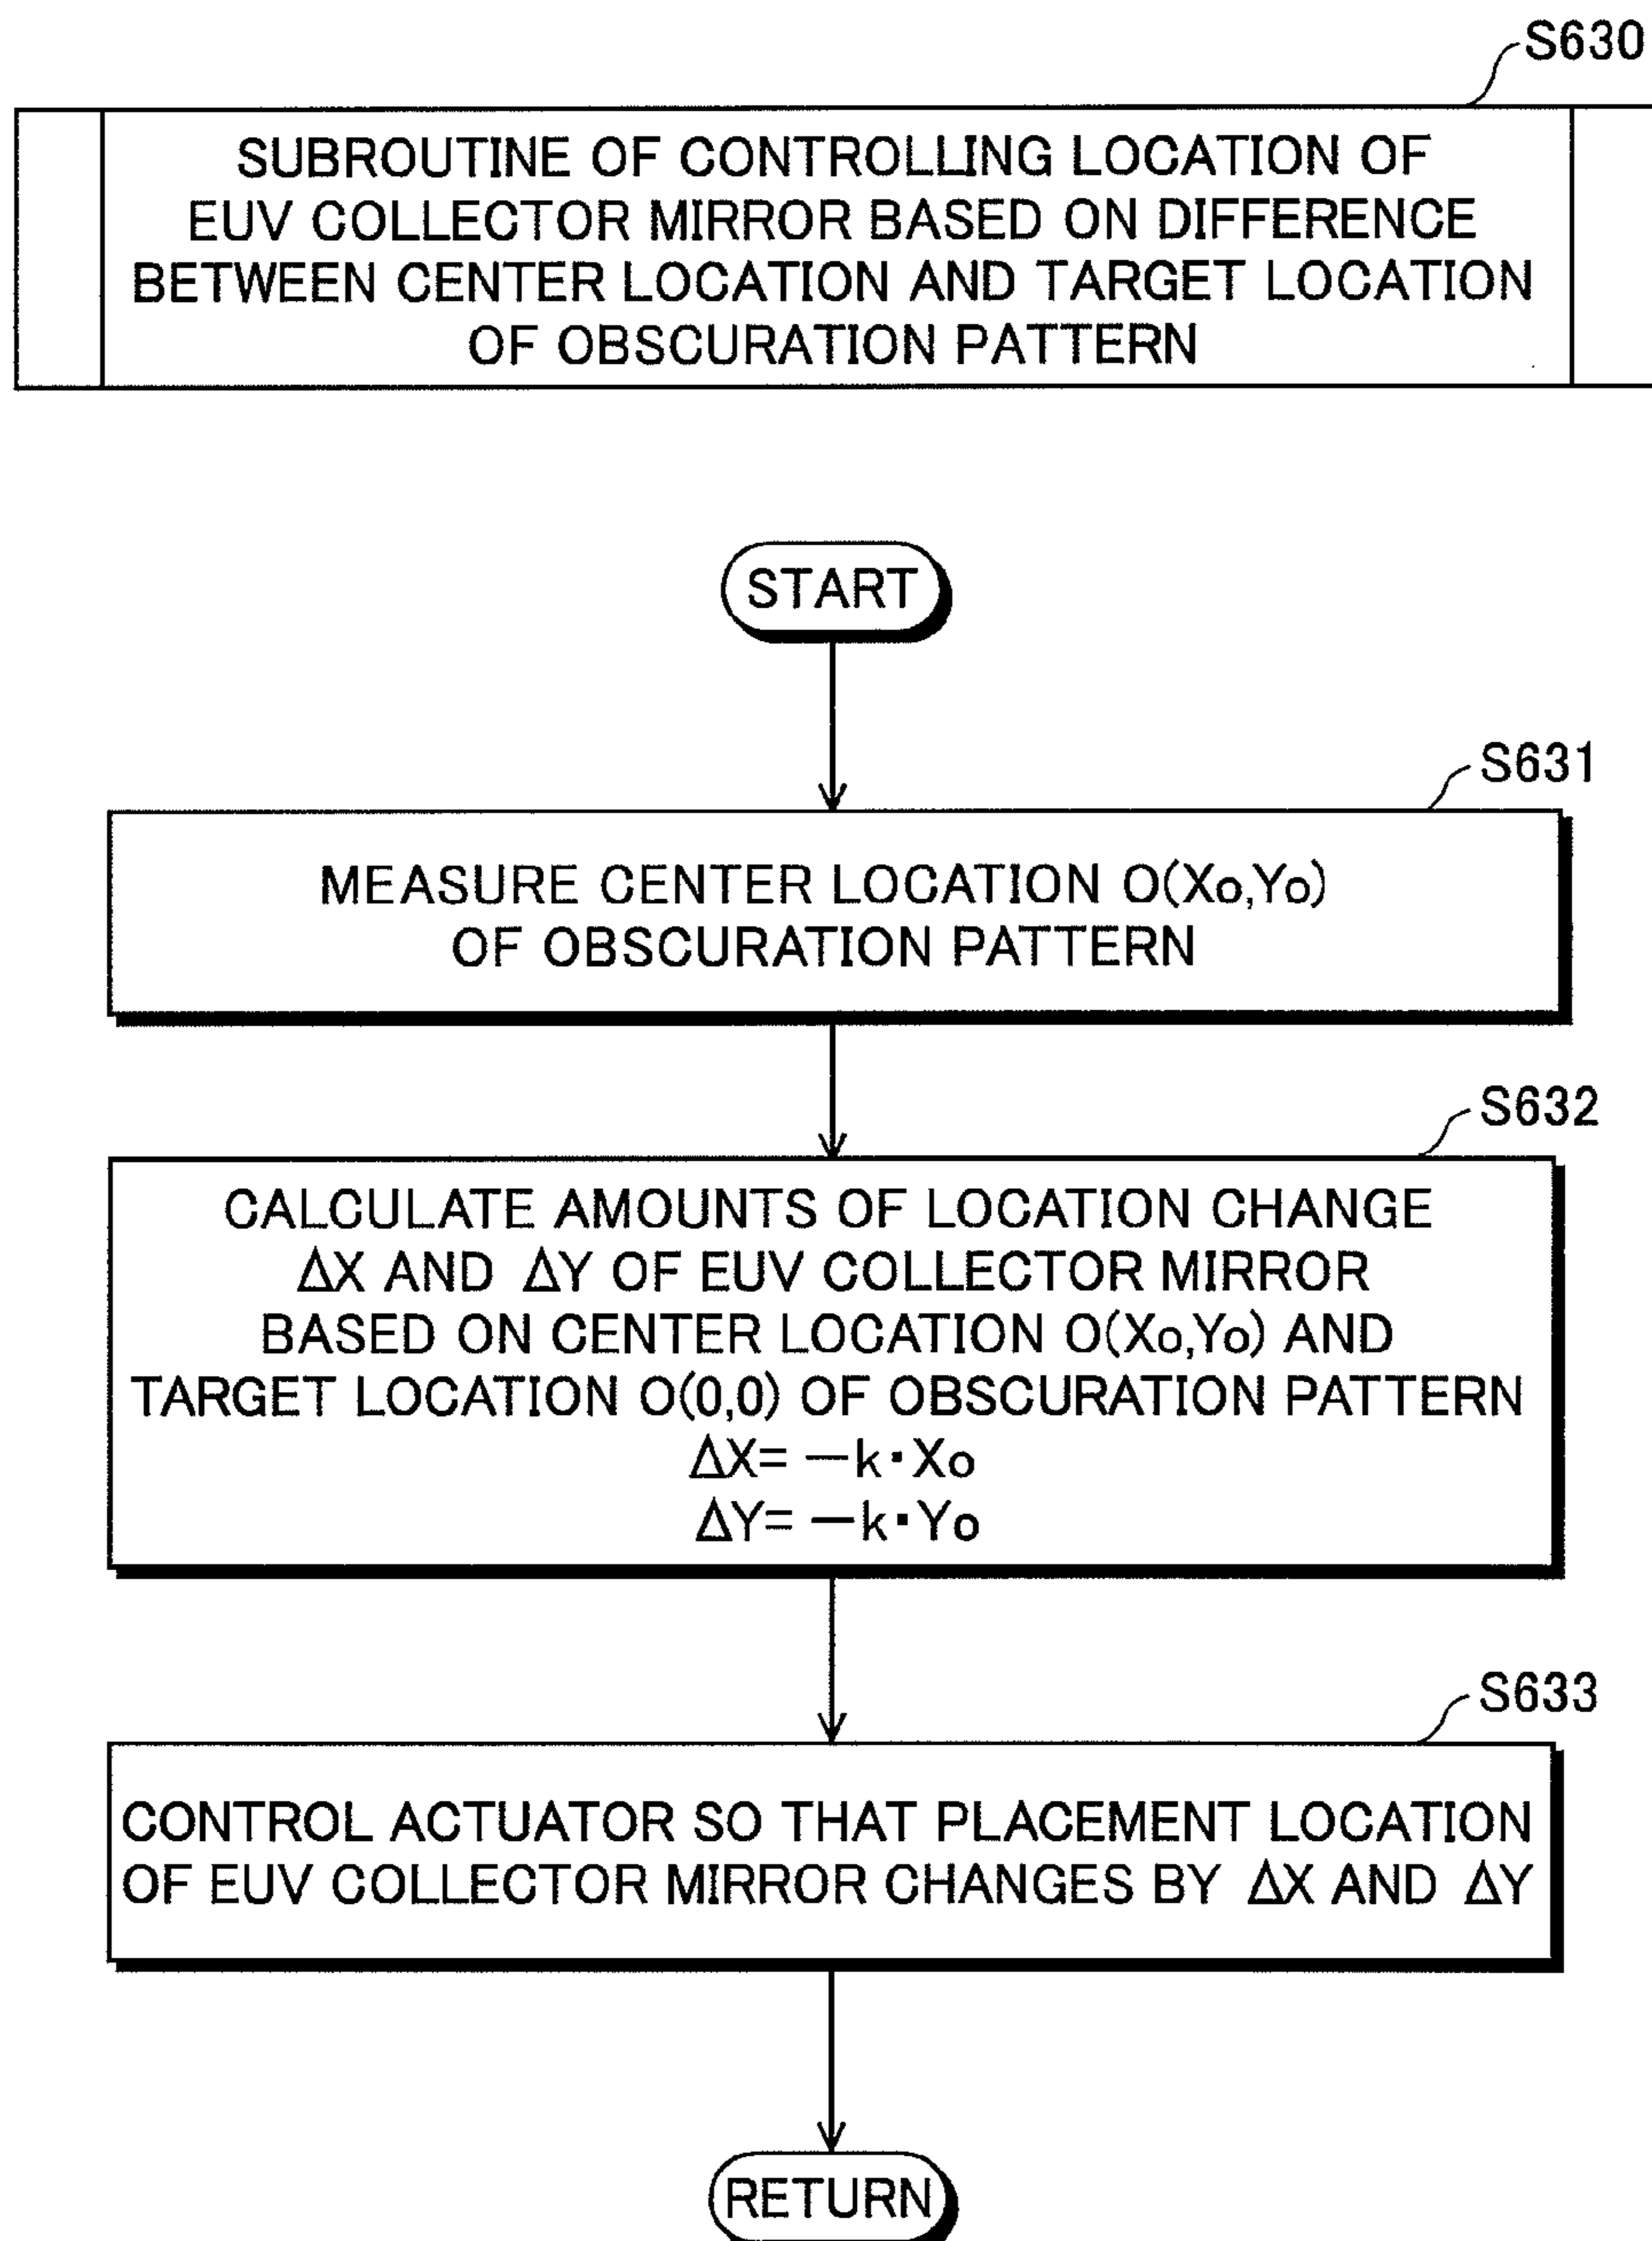 S630
SUBROUTINE OF CONTROLLING LOCATION OF
EUV COLLECTOR MIRROR BASED ON DIFFERENCE
BETWEEN CENTER LOCATION AND TARGET LOCATION
OF OBSCURATION PATTERN
START
S631
MEASURE CENTER LOCATION O(Xo,Yo)
OF OBSCURATION PATTERN
S632
CALCULATE AMOUNTS OF LOCATION CHANGE
ΔX AND ΔY OF EUV COLLECTOR MIRROR
BASED ON CENTER LOCATION O(Xo,Yo) AND
TARGET LOCATION O(0,0) OF OBSCURATION PATTERN
ΔX= −k·Xo
ΔY= −k·Yo
S633
CONTROL ACTUATOR SO THAT PLACEMENT LOCATION
OF EUV COLLECTOR MIRROR CHANGES BY ΔX AND ΔY
RETURN